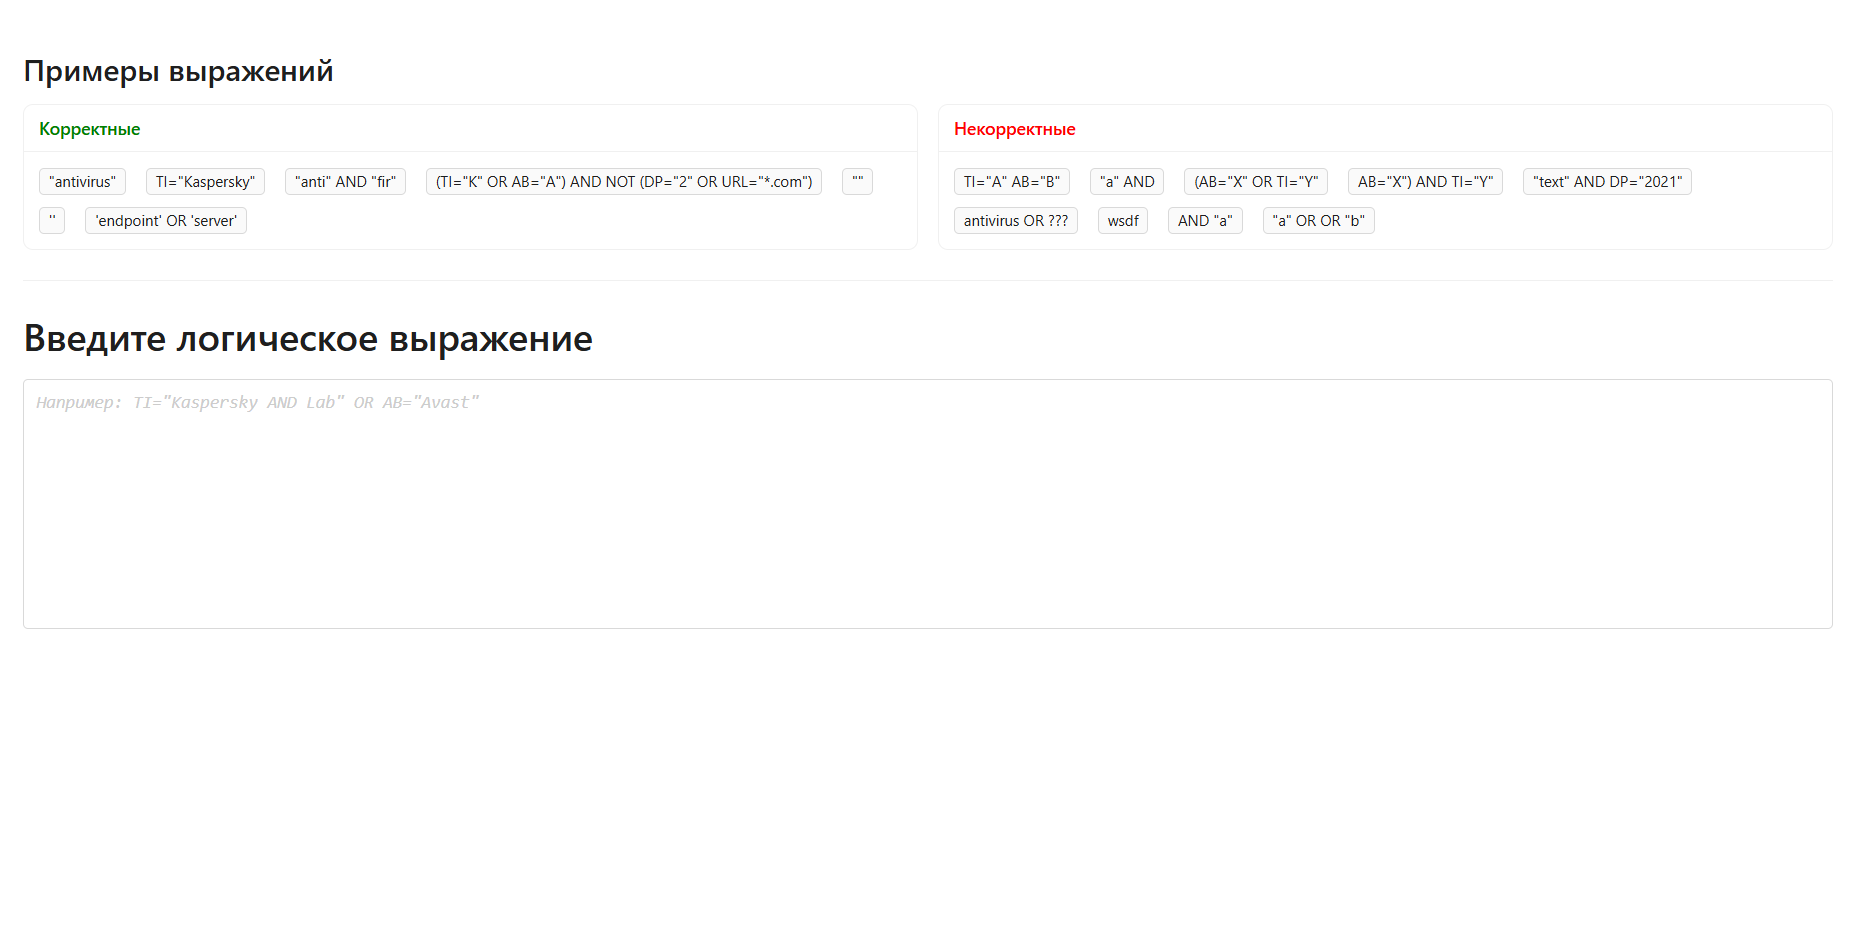 Примеры выражений
Корректные
"antivirus" TI="Kaspersky" "anti" AND "fir" (TI="K" OR AB="A") AND NOT (DP="2" OR URL="*.com") ""
'' 'endpoint' OR 'server'
Некорректные
TI="A" AB="B" "a" AND (AB="X" OR TI="Y" AB="X") AND TI="Y" "text" AND DP="2021"
antivirus OR ??? wsdf AND "a" "a" OR OR "b"
Введите логическое выражение
Например: TI="Kaspersky AND Lab" OR AB="Avast"